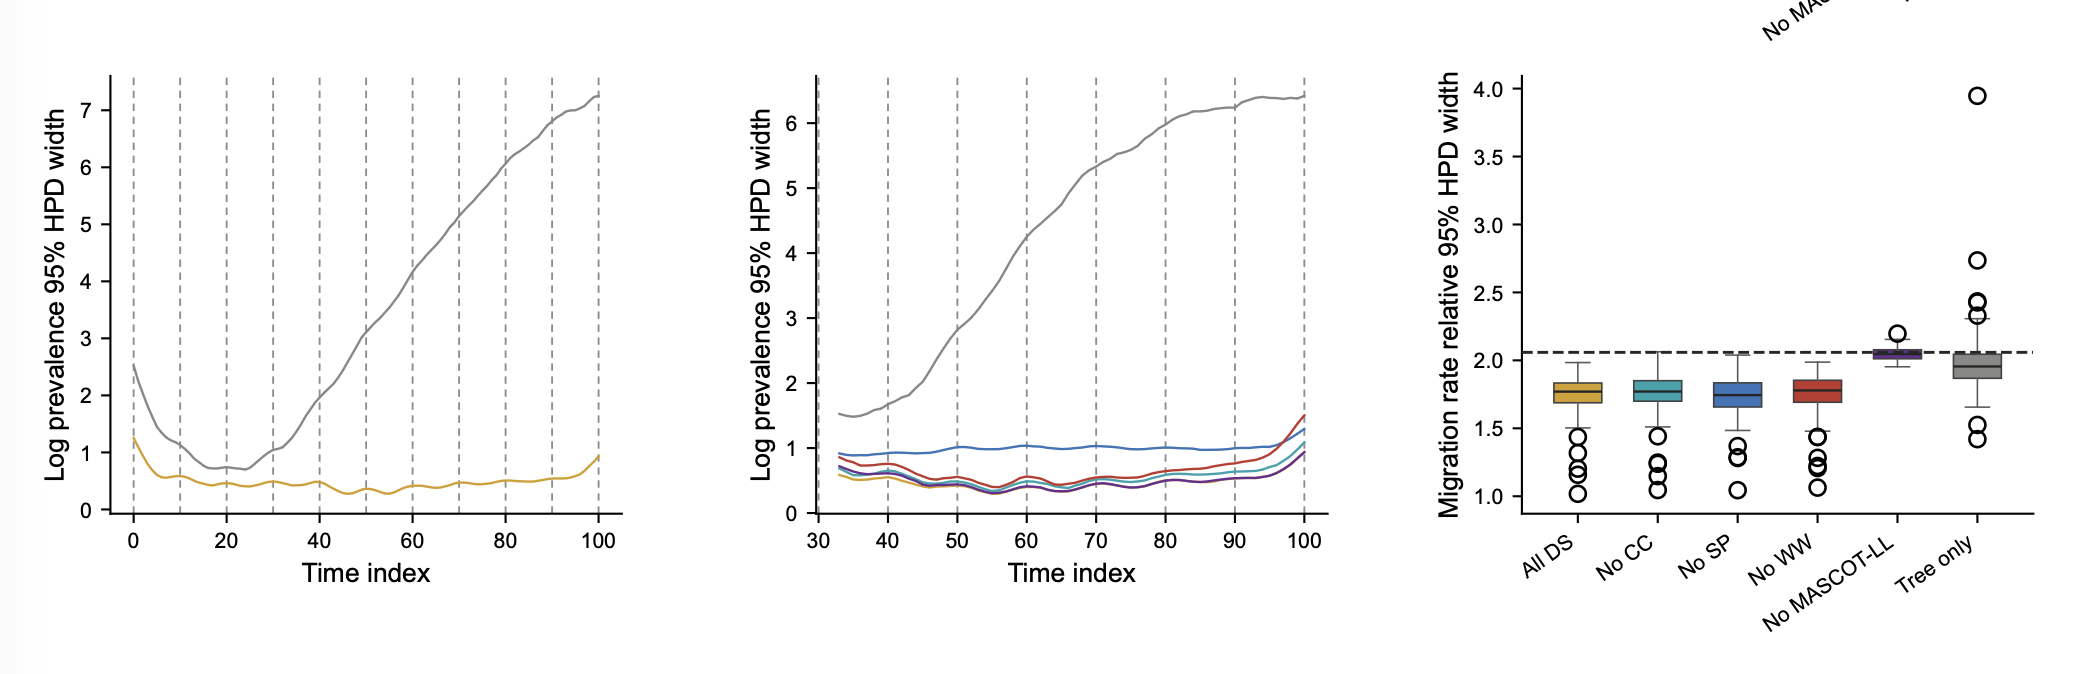 No MAS
Log prevalence 95% HPD width
7
6
5
4
3
2
1
0
0 20 40 60 80 100
Time index
Log prevalence 95% HPD width
6
5
4
3
2
1
0
30 40 50 60 70 80 90 100
Time index
Migration rate relative 95% HPD width
4.0
3.5
3.0
2.5
2.0
1.5
1.0
All DS
No CC
No SP
No WW
No MASCOT-LL
Tree only